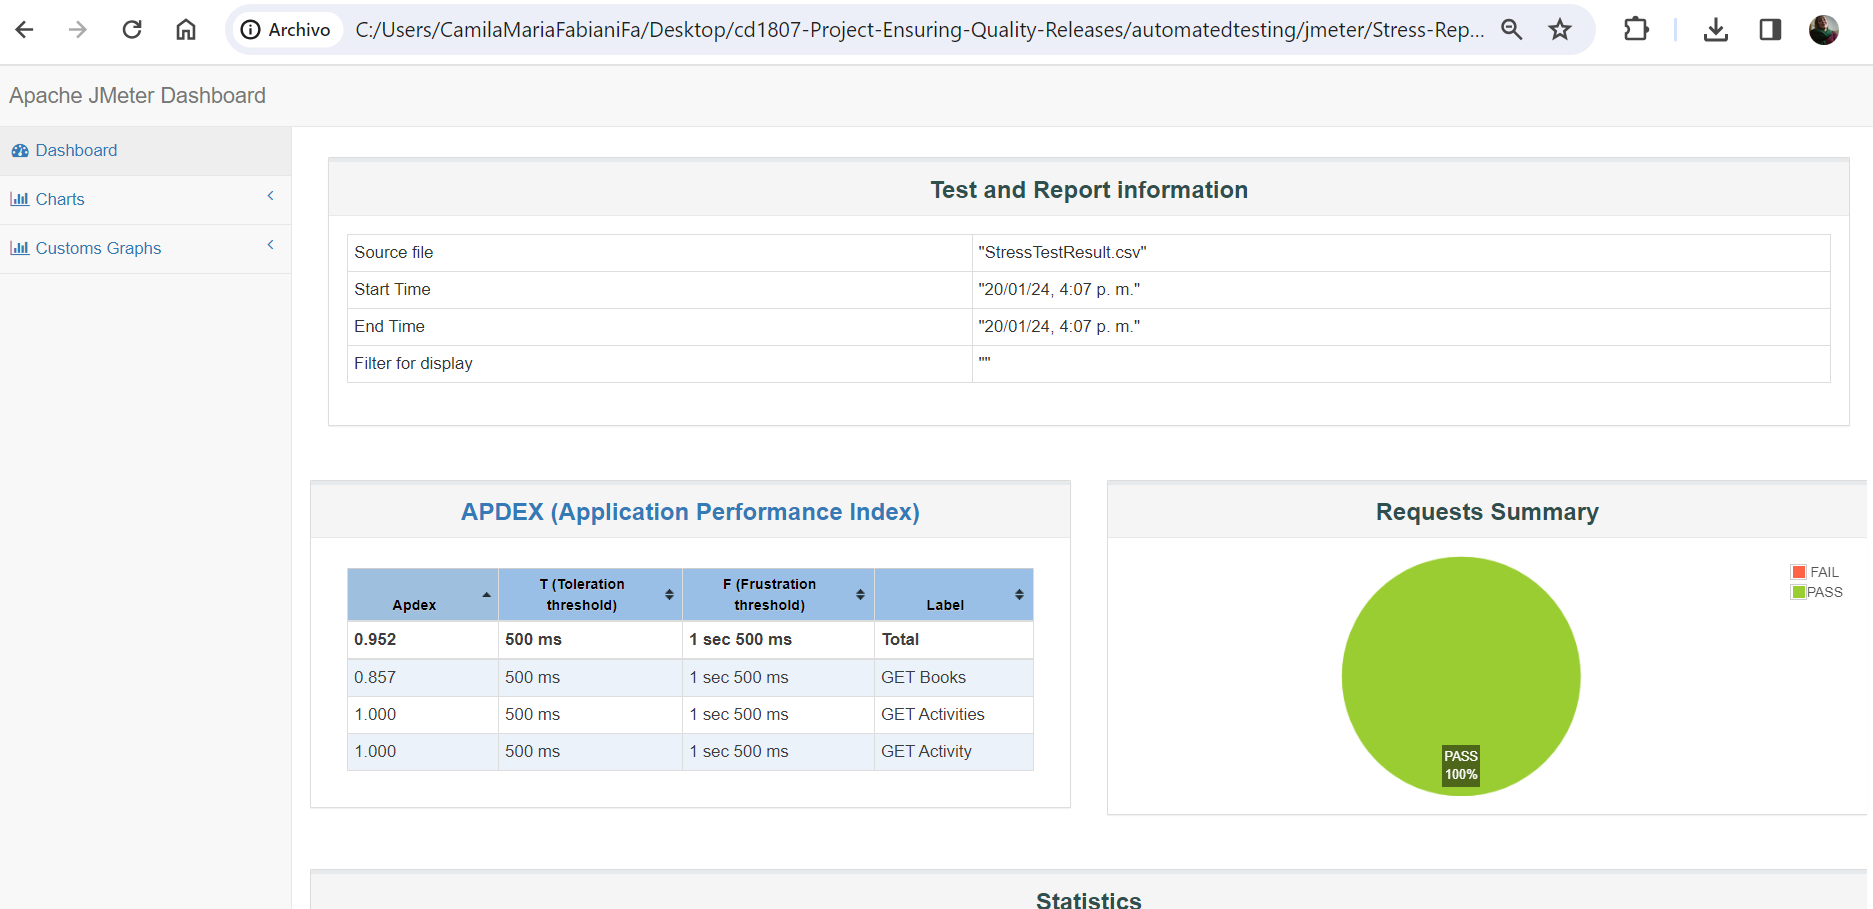 Archivo C:/Users/CamilaMariaFabianiFa/Desktop/cd1807-Project-Ensuring-Quality-Releases/automatedtesting/jmeter/Stress-Rep...
Apache JMeter Dashboard
Dashboard
Charts
Customs Graphs
Test and Report information
Source file "StressTestResult.csv"
Start Time "20/01/24, 4:07 p. m."
End Time "20/01/24, 4:07 p. m."
Filter for display ""
APDEX (Application Performance Index)
Apdex T (Toleration threshold) F (Frustration threshold) Label
0.952 500 ms 1 sec 500 ms Total
0.857 500 ms 1 sec 500 ms GET Books
1.000 500 ms 1 sec 500 ms GET Activities
1.000 500 ms 1 sec 500 ms GET Activity
Requests Summary
FAIL
PASS
PASS
100%
Statistics